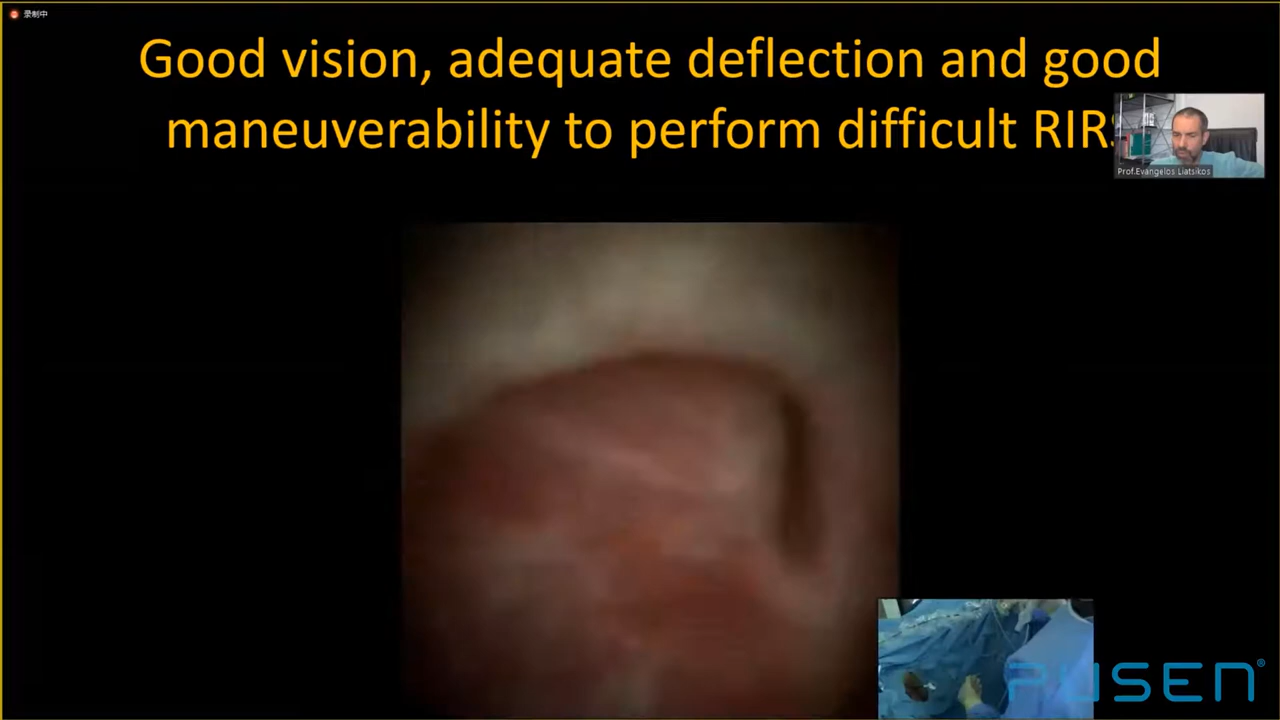 录制中
Good vision, adequate deflection and good
maneuverability to perform difficult RIRS
Prof.Evangelos Liatsikos
PUSEN®